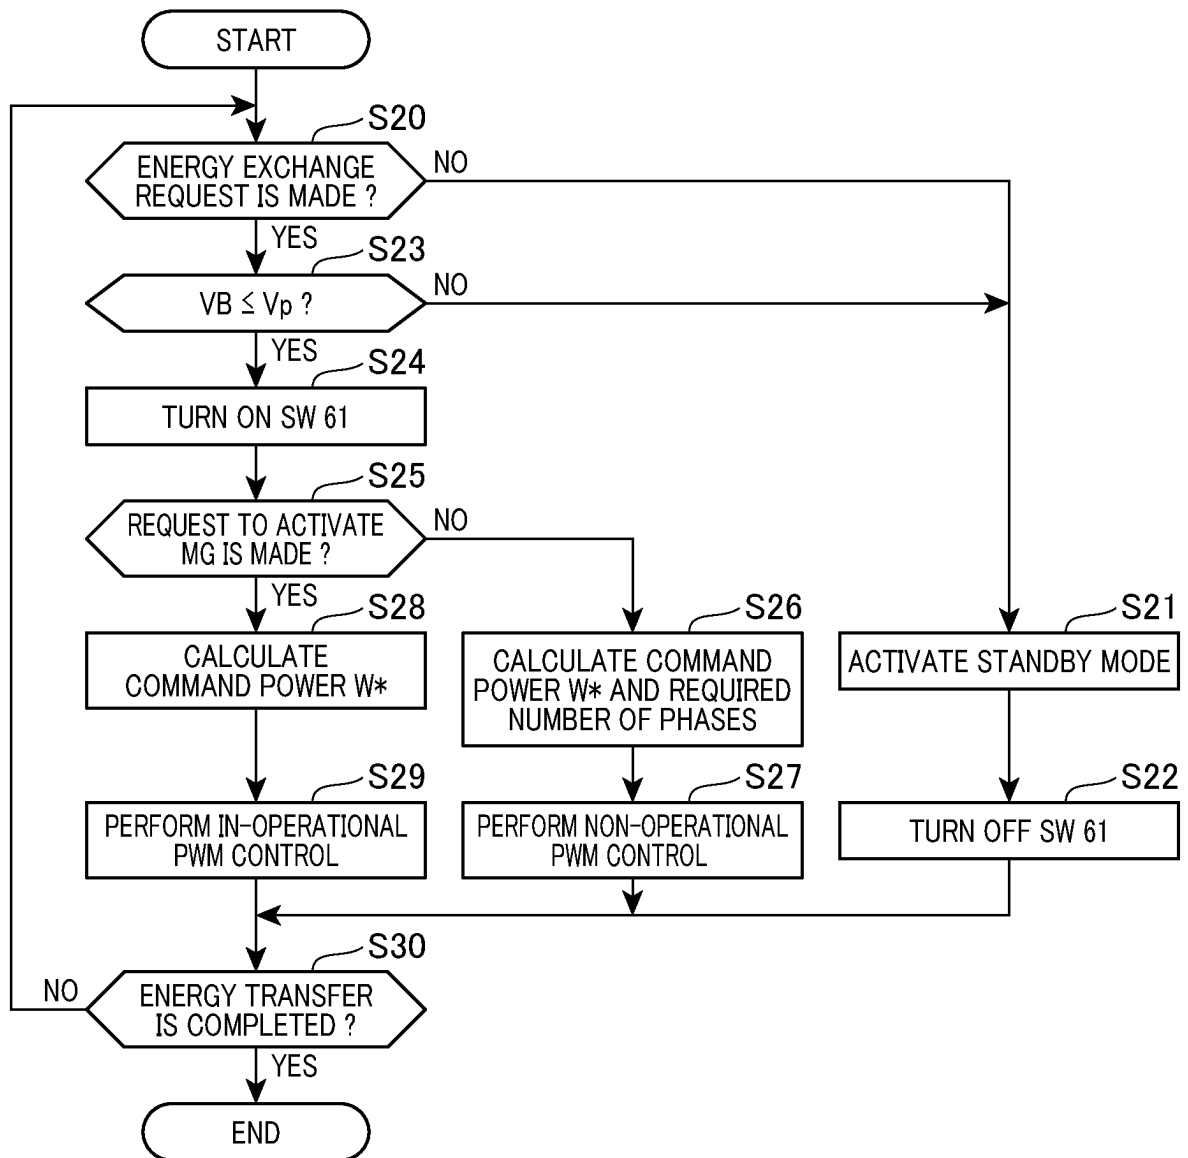 START
S20
ENERGY EXCHANGE
REQUEST IS MADE ?
NO
YES
S23
VB ≦ Vp ?
NO
YES
S24
TURN ON SW 61
S25
REQUEST TO ACTIVATE
MG IS MADE ?
NO
YES
S28
CALCULATE
COMMAND POWER W*
S26
CALCULATE COMMAND
POWER W* AND REQUIRED
NUMBER OF PHASES
S21
ACTIVATE STANDBY MODE
S29
PERFORM IN-OPERATIONAL
PWM CONTROL
S27
PERFORM NON-OPERATIONAL
PWM CONTROL
S22
TURN OFF SW 61
S30
ENERGY TRANSFER
IS COMPLETED ?
NO
YES
END